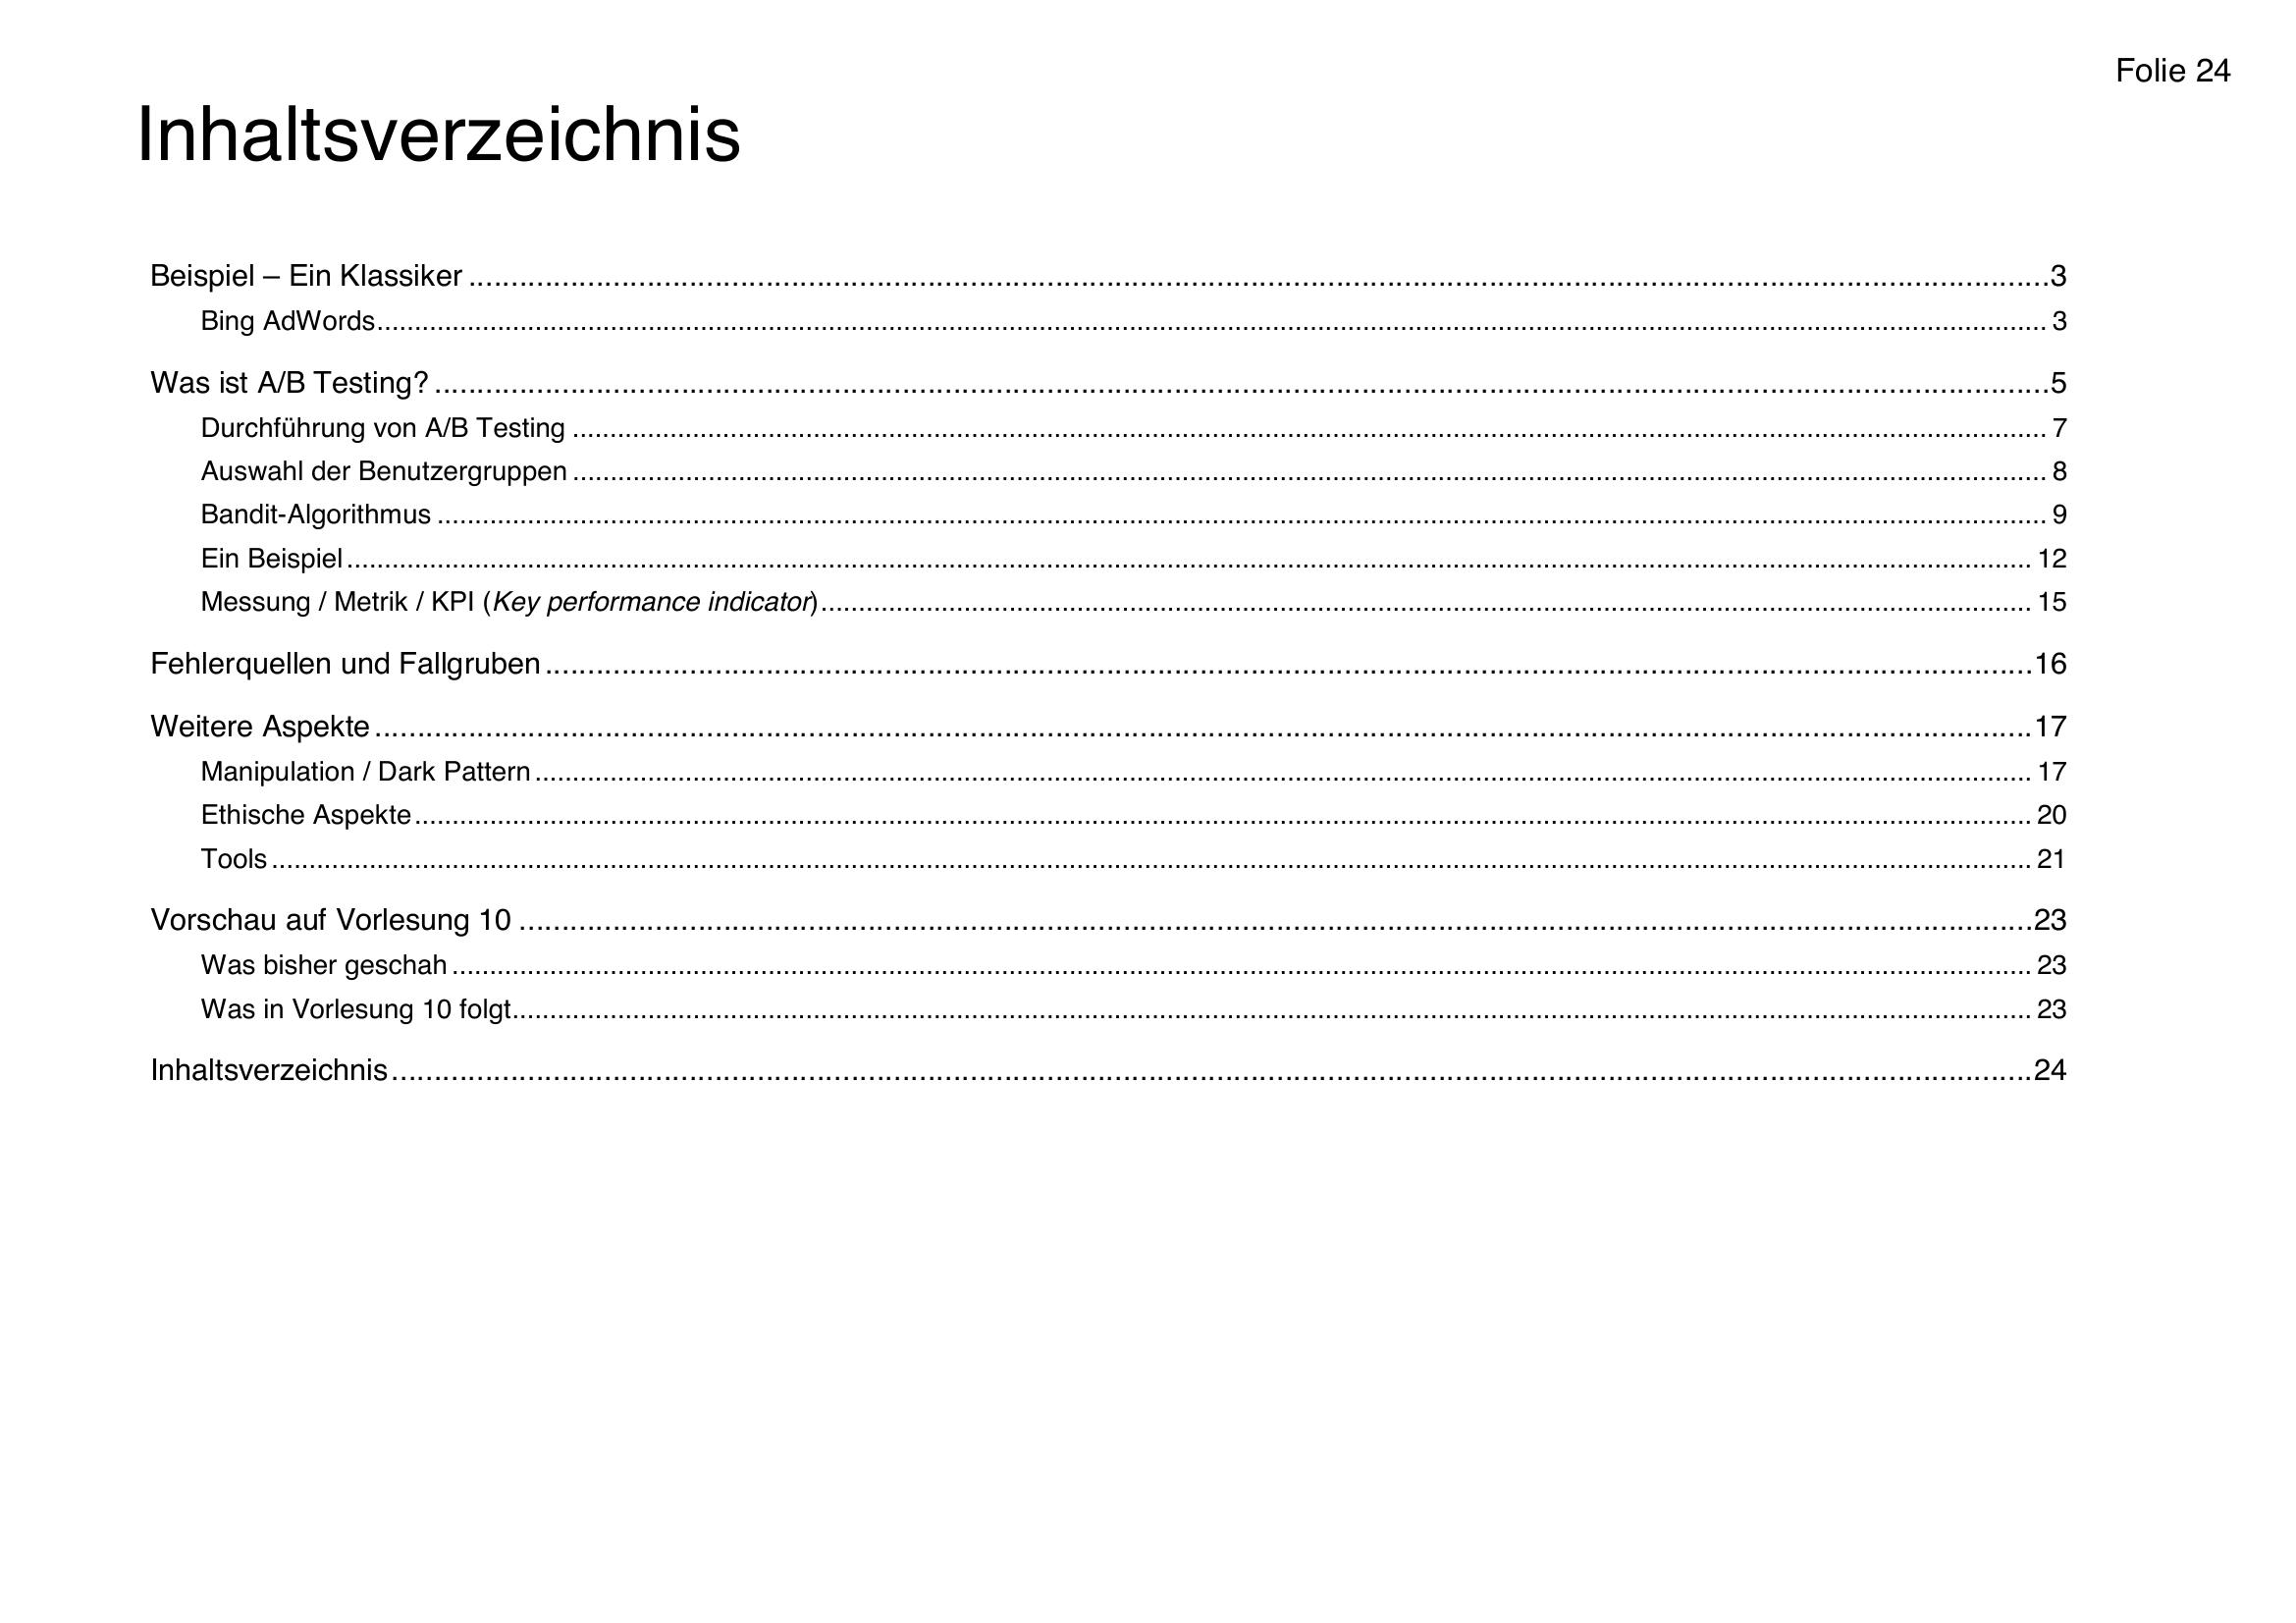 Folie 24
Inhaltsverzeichnis
Beispiel – Ein Klassiker ........ 3
Bing AdWords ........ 3
Was ist A/B Testing? ........ 5
Durchführung von A/B Testing ........ 7
Auswahl der Benutzergruppen ........ 8
Bandit-Algorithmus ........ 9
Ein Beispiel ........ 12
Messung / Metrik / KPI (Key performance indicator) ........ 15
Fehlerquellen und Fallgruben ........ 16
Weitere Aspekte ........ 17
Manipulation / Dark Pattern ........ 17
Ethische Aspekte ........ 20
Tools ........ 21
Vorschau auf Vorlesung 10 ........ 23
Was bisher geschah ........ 23
Was in Vorlesung 10 folgt ........ 23
Inhaltsverzeichnis ........ 24